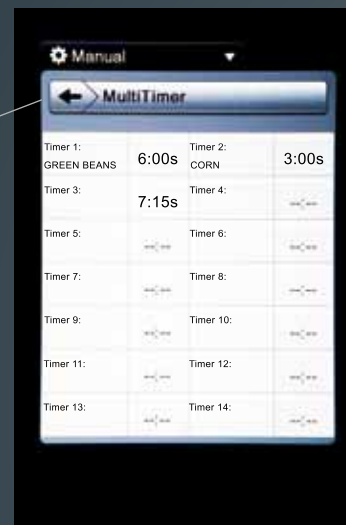 Manual
MultiTimer
Timer 1:
GREEN BEANS
6:00s
Timer 2:
CORN
3:00s
Timer 3:
7:15s
Timer 4:
--:--
Timer 5:
--:--
Timer 6:
--:--
Timer 7:
--:--
Timer 8:
--:--
Timer 9:
--:--
Timer 10:
--:--
Timer 11:
--:--
Timer 12:
--:--
Timer 13:
--:--
Timer 14:
--:--